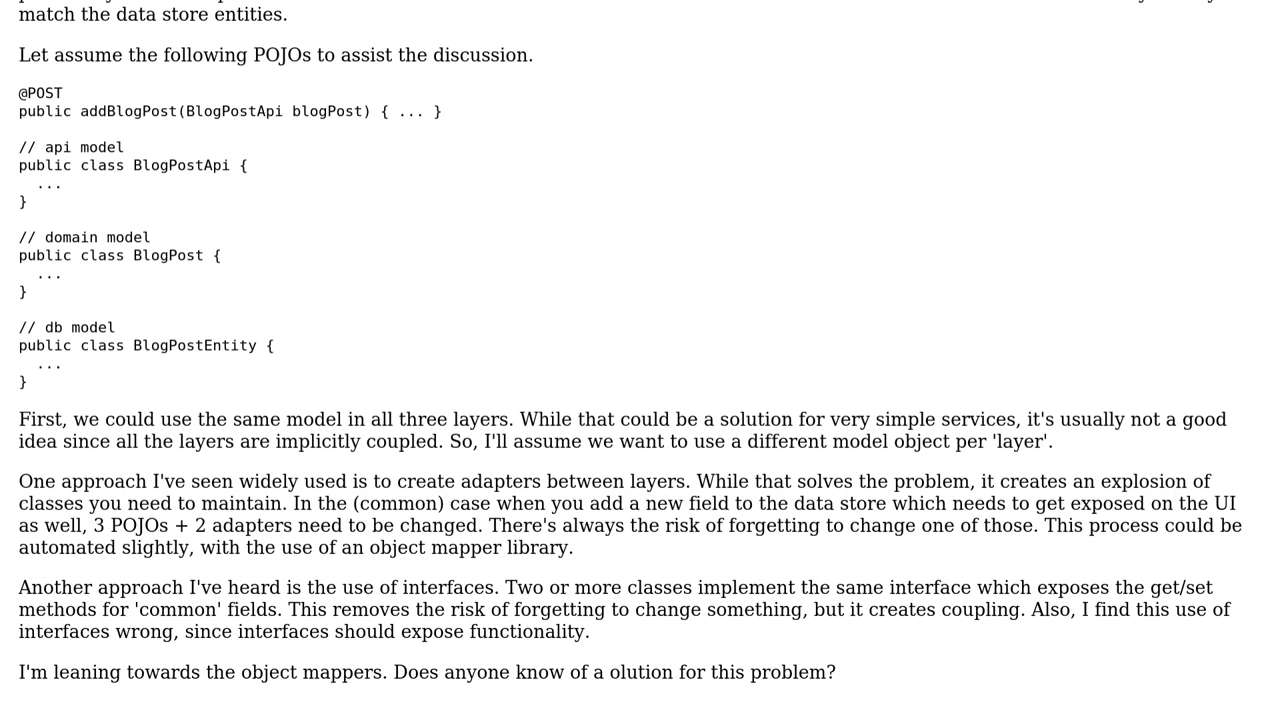 match the data store entities.
Let assume the following POJOs to assist the discussion.
@POST
public addBlogPost(BlogPostApi blogPost) { ... }
// api model
public class BlogPostApi {
...
}
// domain model
public class BlogPost {
...
}
// db model
public class BlogPostEntity {
...
}
First, we could use the same model in all three layers. While that could be a solution for very simple services, it's usually not a good
idea since all the layers are implicitly coupled. So, I'll assume we want to use a different model object per 'layer'.
One approach I've seen widely used is to create adapters between layers. While that solves the problem, it creates an explosion of
classes you need to maintain. In the (common) case when you add a new field to the data store which needs to get exposed on the UI
as well, 3 POJOs + 2 adapters need to be changed. There's always the risk of forgetting to change one of those. This process could be
automated slightly, with the use of an object mapper library.
Another approach I've heard is the use of interfaces. Two or more classes implement the same interface which exposes the get/set
methods for 'common' fields. This removes the risk of forgetting to change something, but it creates coupling. Also, I find this use of
interfaces wrong, since interfaces should expose functionality.
I'm leaning towards the object mappers. Does anyone know of a olution for this problem?